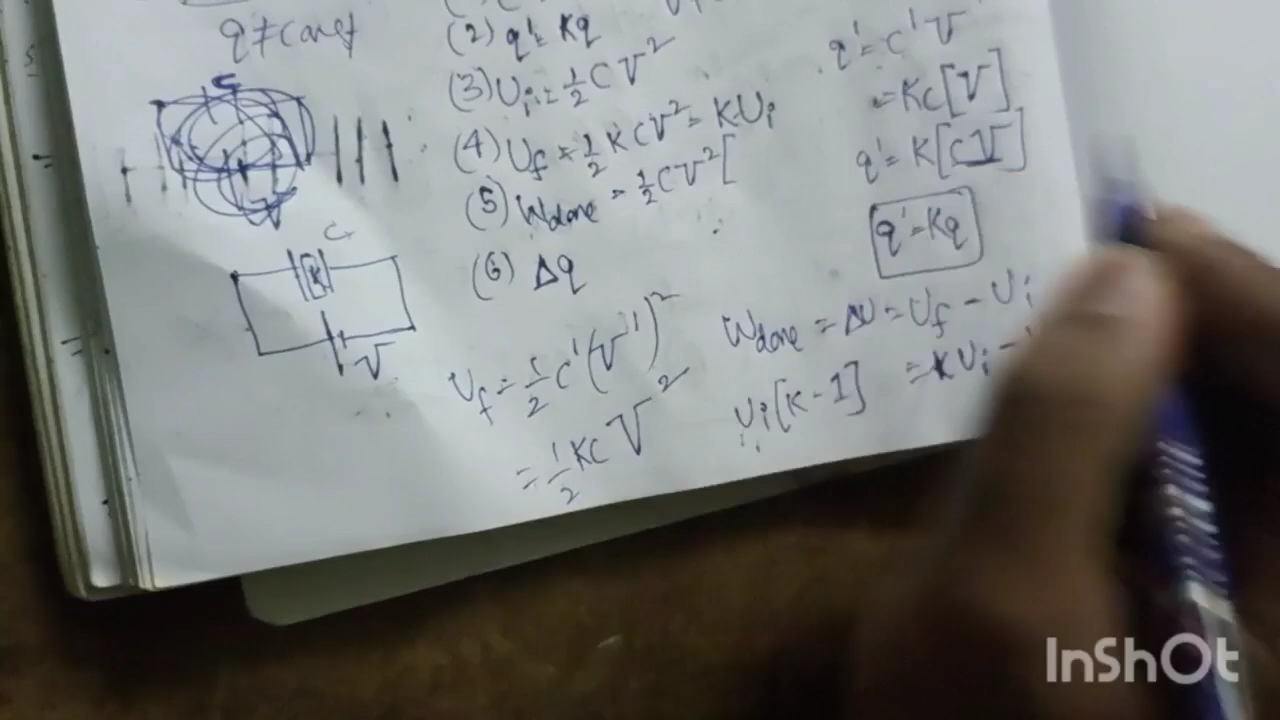 q≠const
(2) q'= Kq
(3) Ui = 1/2 CV²
(4) Uf = 1/2 KCV² = KUi
(5) Wdone = 1/2 CV²[
(6) Δq
C
K
V
Uf = 1/2 C'(V')²
= 1/2 KC V²
q' = C'V
= KC[V]
q' = K[CV]
q'=Kq
Wdone = ΔU = Uf - Ui
= KUi -
Ui[K-1]
InShOt